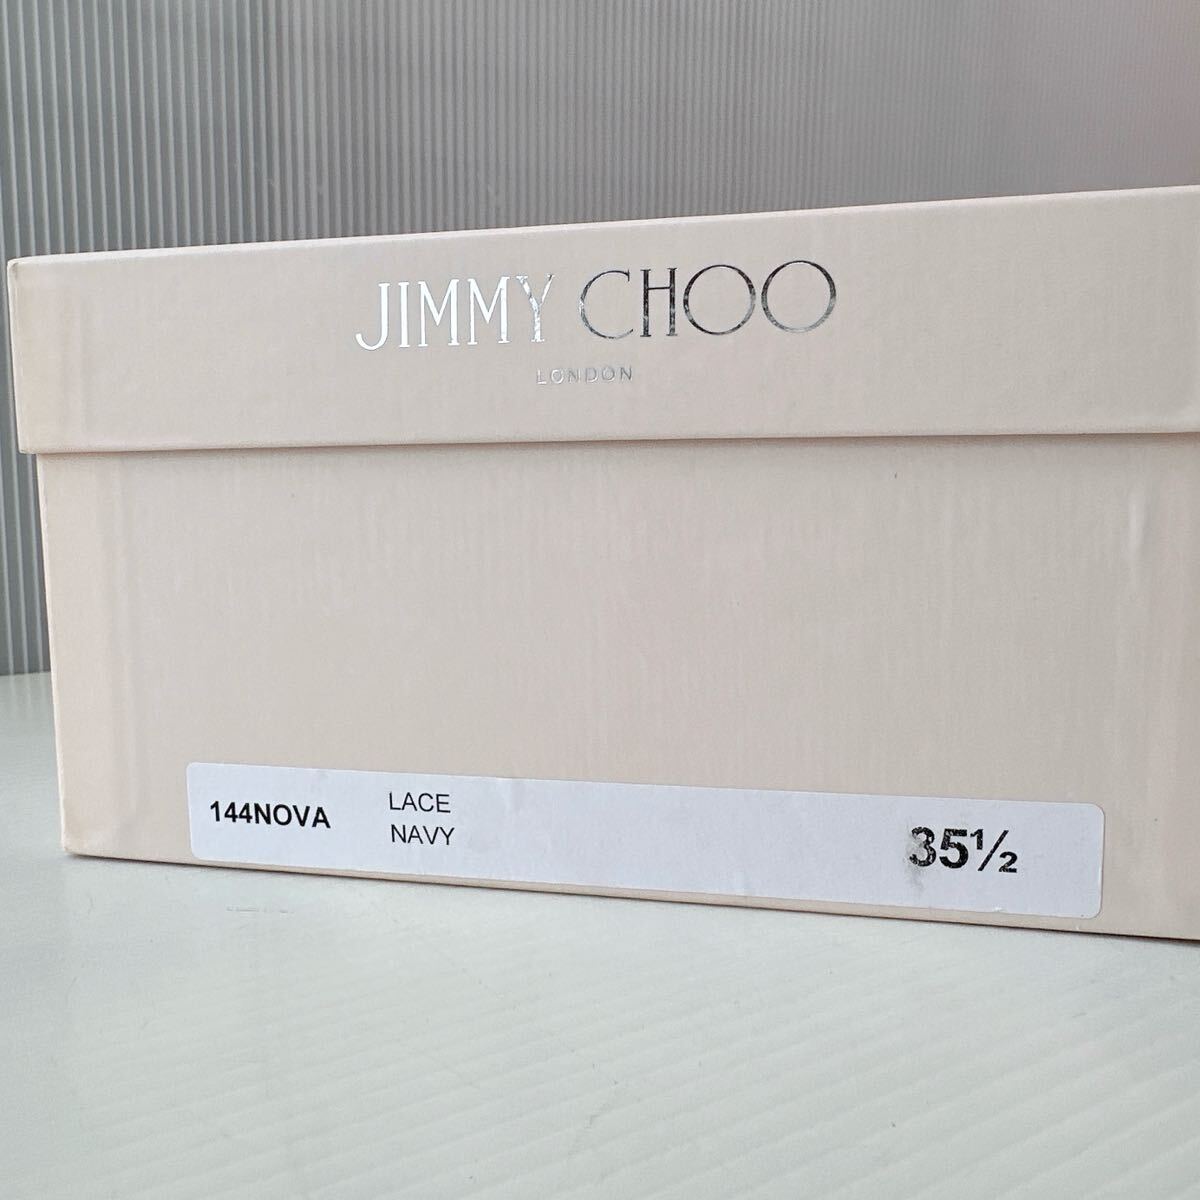 JIMMY CHOO
LONDON
144NOVA
LACE
NAVY
35½